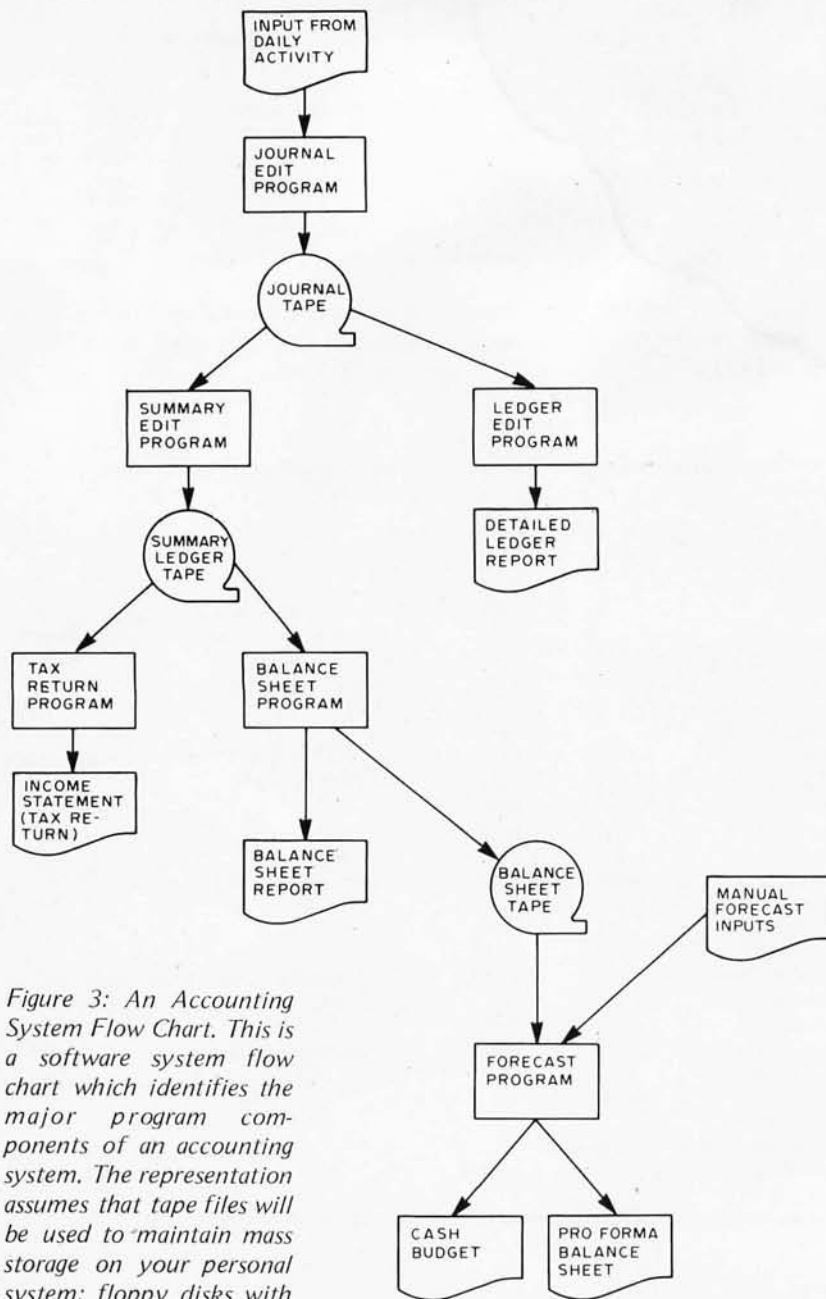 INPUT FROM
DAILY
ACTIVITY
JOURNAL
EDIT
PROGRAM
JOURNAL
TAPE
SUMMARY
EDIT
PROGRAM
LEDGER
EDIT
PROGRAM
SUMMARY
LEDGER
TAPE
DETAILED
LEDGER
REPORT
TAX
RETURN
PROGRAM
BALANCE
SHEET
PROGRAM
INCOME
STATEMENT
(TAX RE-
TURN)
BALANCE
SHEET
REPORT
BALANCE
SHEET
TAPE
MANUAL
FORECAST
INPUTS
FORECAST
PROGRAM
CASH
BUDGET
PRO FORMA
BALANCE
SHEET
Figure 3: An Accounting
System Flow Chart. This is
a software system flow
chart which identifies the
major program com-
ponents of an accounting
system. The representation
assumes that tape files will
be used to maintain mass
storage on your personal
system; floppy disks with